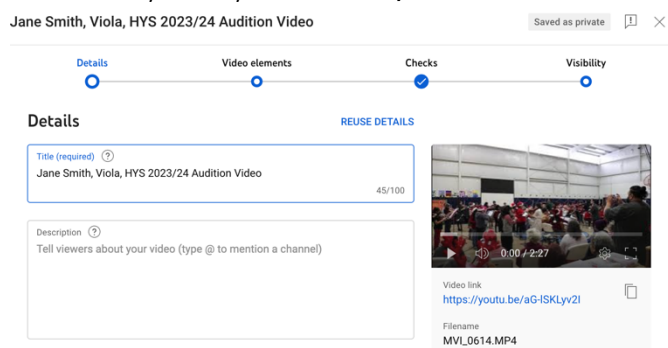 Jane Smith, Viola, HYS 2023/24 Audition Video
Saved as private
Details
Video elements
Checks
Visibility
Details
REUSE DETAILS
Title (required)
Jane Smith, Viola, HYS 2023/24 Audition Video
45/100
Description
Tell viewers about your video (type @ to mention a channel)
0:00 / 2:27
Video link
https://youtu.be/aG-lSKLyv2I
Filename
MVI_0614.MP4